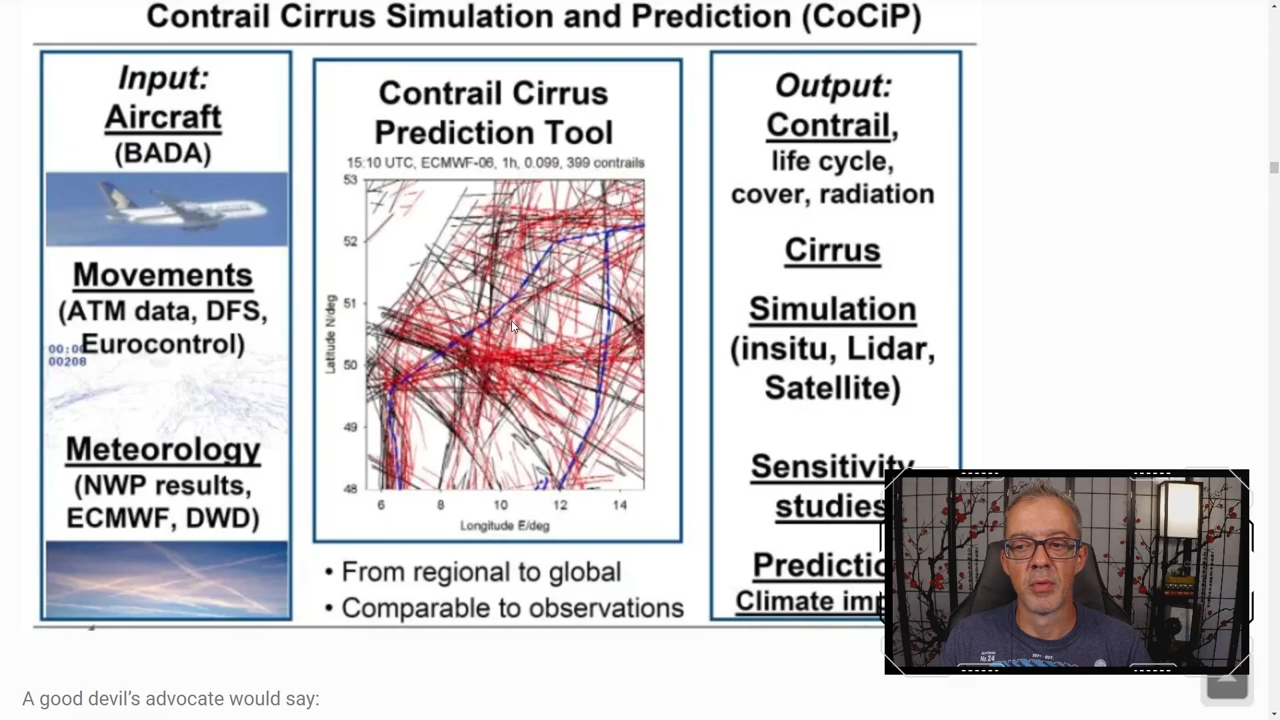 Contrail Cirrus Simulation and Prediction (CoCiP)
Input:
Aircraft
(BADA)
Movements
(ATM data, DFS,
Eurocontrol)
00208
Meteorology
(NWP results,
ECMWF, DWD)
Contrail Cirrus
Prediction Tool
15:10 UTC, ECMWF-06, 1h, 0.099, 399 contrails
53
52
51
50
49
48
Latitude N/deg
6
8
10
12
14
Longitude E/deg
• From regional to global
• Comparable to observations
Output:
Contrail,
life cycle,
cover, radiation
Cirrus
Simulation
(insitu, Lidar,
Satellite)
Sensitivity
studies
Predictio
Climate imp
A good devil’s advocate would say: